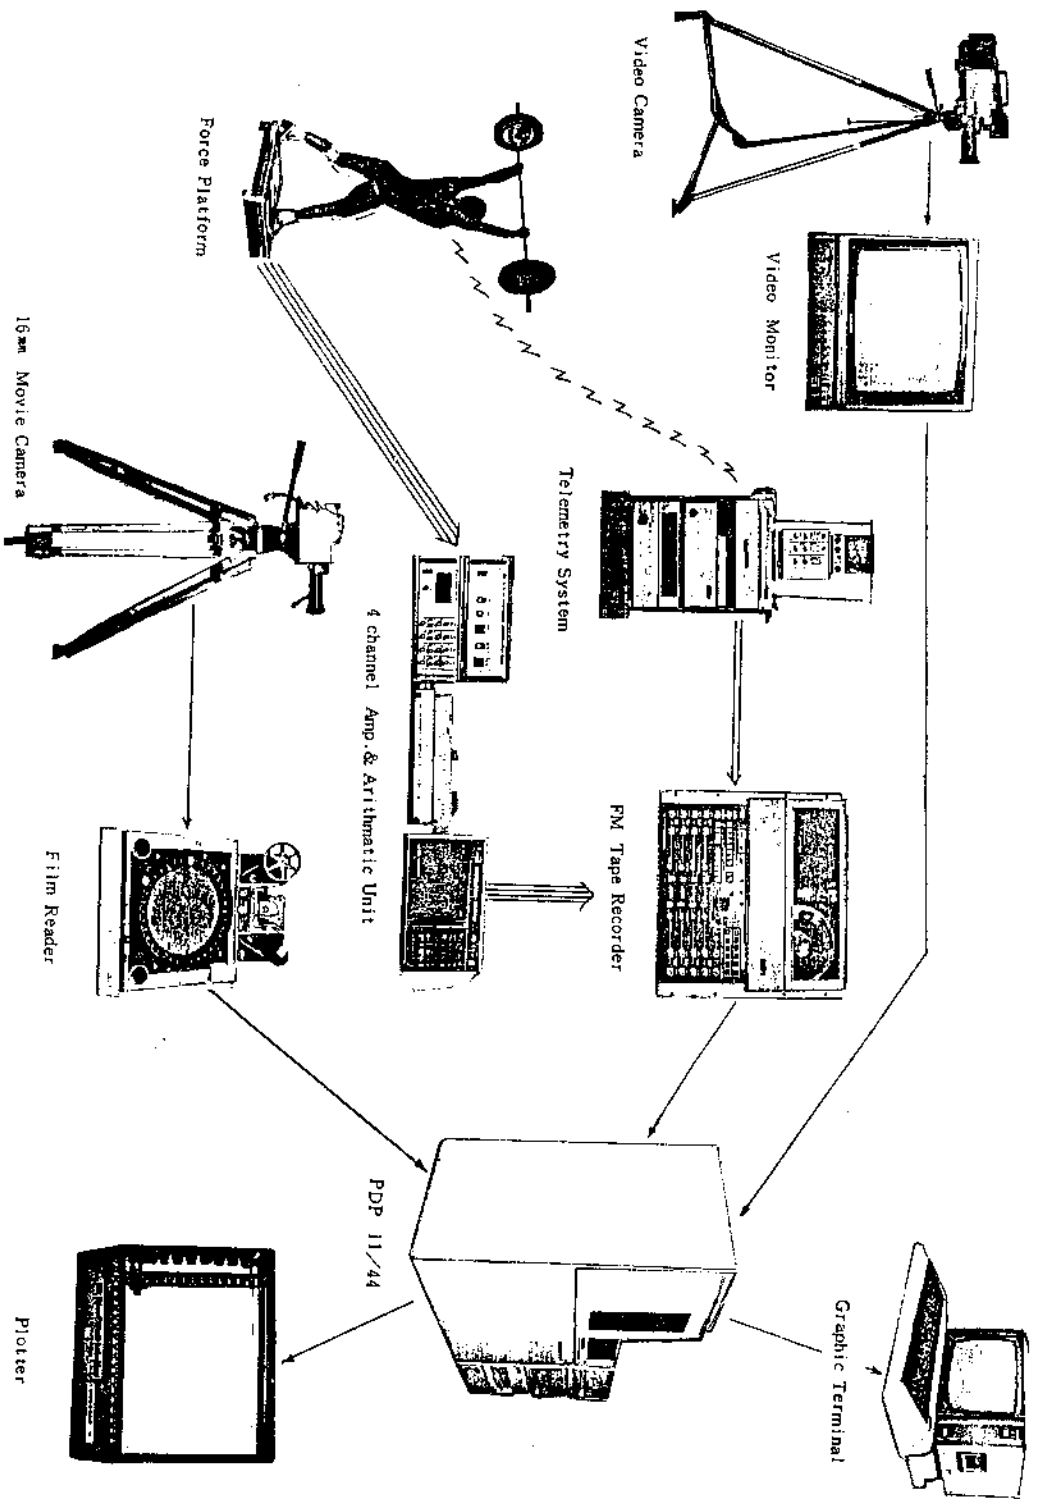 Video Camera
Video Monitor
Force Platform
Telemetry System
FM Tape Recorder
Graphic Terminal
16mm Movie Camera
4 channel Amp.& Arithmatic Unit
PDP 11/44
Film Reader
Plotter